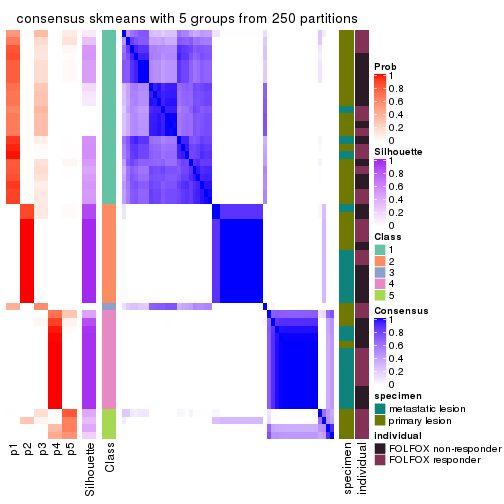 consensus skmeans with 5 groups from 250 partitions
Prob
1
0.8
0.6
0.4
0.2
0
Silhouette
1
0.8
0.6
0.4
0.2
0
Class
1
2
3
4
5
Consensus
1
0.8
0.6
0.4
0.2
0
specimen
metastatic lesion
primary lesion
individual
FOLFOX non-responder
FOLFOX responder
p1
p2
p3
p4
p5
Silhouette
Class
specimen
individual